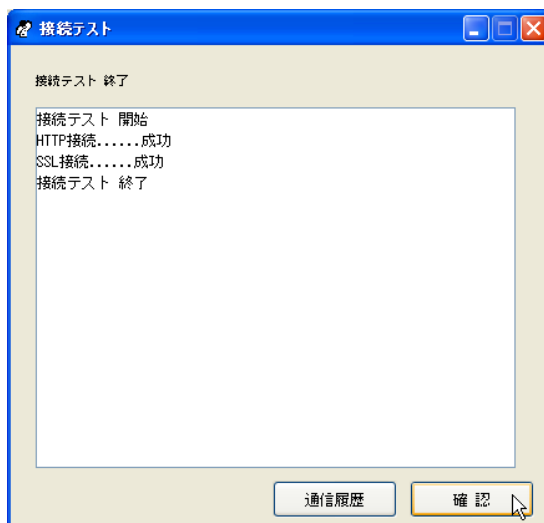 接続テスト
接続テスト 終了
接続テスト 開始
HTTP接続......成功
SSL接続......成功
接続テスト 終了
通信履歴
確 認